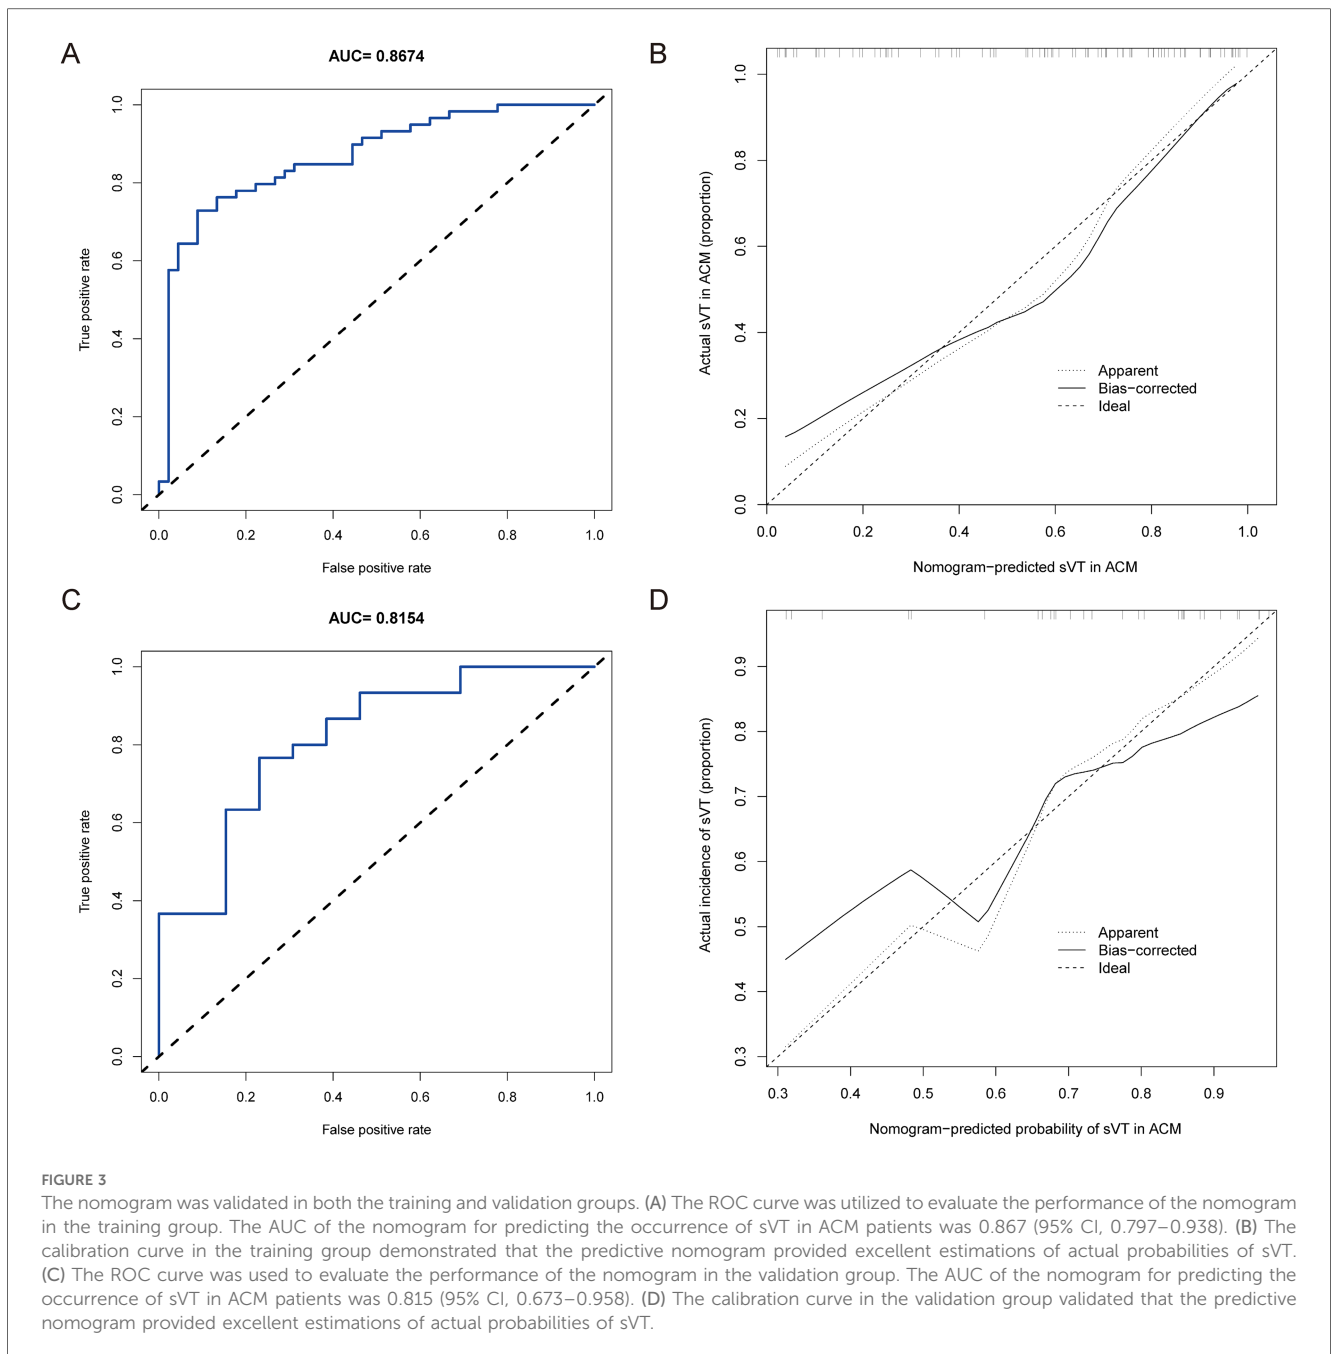 A
AUC= 0.8674
True positive rate
0.0 0.2 0.4 0.6 0.8 1.0
0.0 0.2 0.4 0.6 0.8 1.0
False positive rate
B
Actual sVT in ACM (proportion)
0.0 0.2 0.4 0.6 0.8 1.0
Apparent
Bias−corrected
Ideal
0.0 0.2 0.4 0.6 0.8 1.0
Nomogram−predicted sVT in ACM
C
AUC= 0.8154
True positive rate
0.0 0.2 0.4 0.6 0.8 1.0
0.0 0.2 0.4 0.6 0.8 1.0
False positive rate
D
Actual incidence of sVT (proportion)
0.3 0.4 0.5 0.6 0.7 0.8 0.9
Apparent
Bias−corrected
Ideal
0.3 0.4 0.5 0.6 0.7 0.8 0.9
Nomogram−predicted probability of sVT in ACM
FIGURE 3
The nomogram was validated in both the training and validation groups. (A) The ROC curve was utilized to evaluate the performance of the nomogram
in the training group. The AUC of the nomogram for predicting the occurrence of sVT in ACM patients was 0.867 (95% CI, 0.797–0.938). (B) The
calibration curve in the training group demonstrated that the predictive nomogram provided excellent estimations of actual probabilities of sVT.
(C) The ROC curve was used to evaluate the performance of the nomogram in the validation group. The AUC of the nomogram for predicting the
occurrence of sVT in ACM patients was 0.815 (95% CI, 0.673–0.958). (D) The calibration curve in the validation group validated that the predictive
nomogram provided excellent estimations of actual probabilities of sVT.